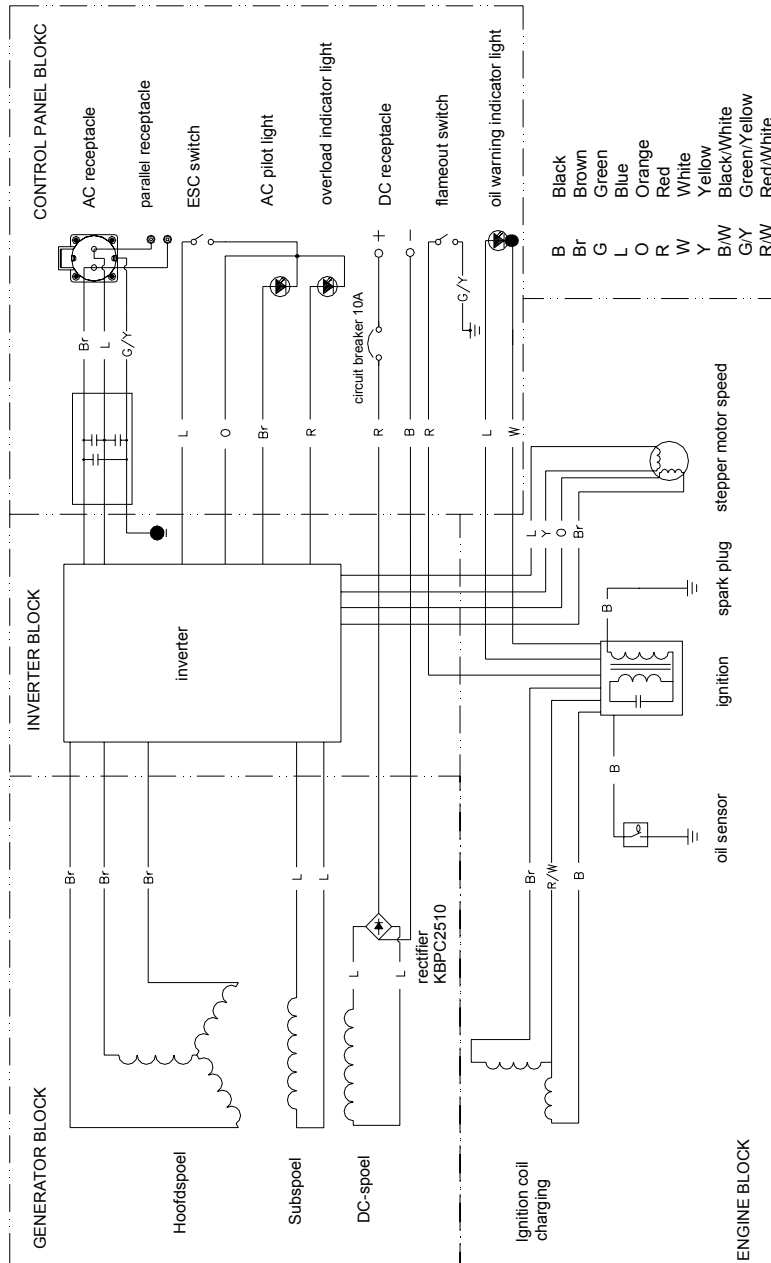 GENERATOR BLOCK
INVERTER BLOCK
CONTROL PANEL BLOKC
Hoofdspoel
Subspoel
DC-spoel
Br
Br
Br
L
L
L
L
rectifier
KBPC2510
inverter
Br
L
G/Y
L
O
Br
R
R
B
R
L
W
circuit breaker 10A
+
−
G/Y
AC receptacle
parallel receptacle
ESC switch
AC pilot light
overload indicator light
DC receptacle
flameout switch
oil warning indicator light
ENGINE BLOCK
Ignition coil
charging
Br
R/W
B
B
B
L
Y
O
Br
oil sensor
ignition
spark plug
stepper motor speed
B Black
Br Brown
G Green
L Blue
O Orange
R Red
W White
Y Yellow
B/W Black/White
G/Y Green/Yellow
R/W Red/White